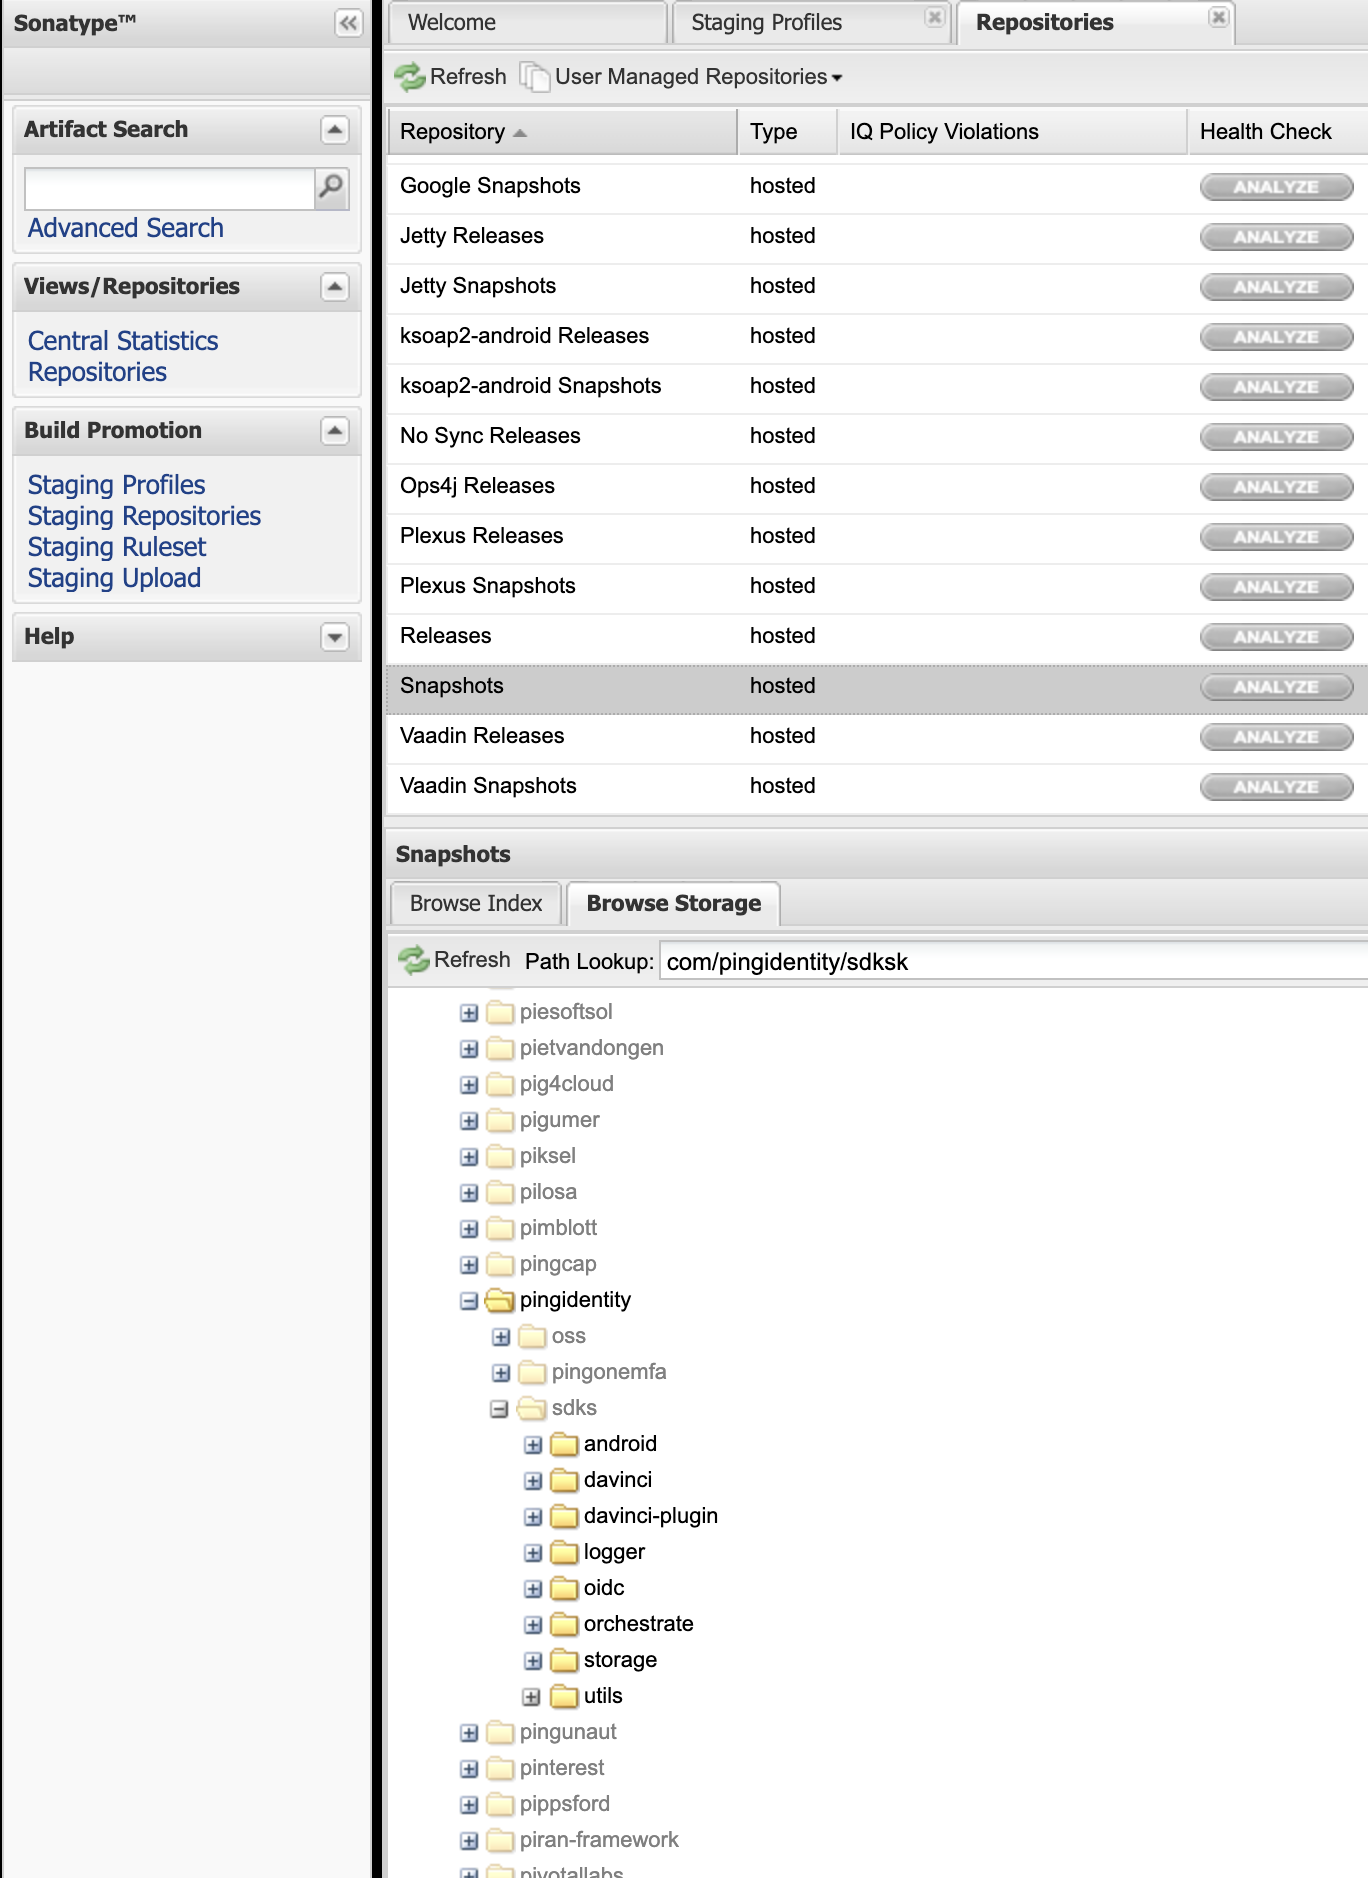 Sonatype™
Artifact Search
Advanced Search
Views/Repositories
Central Statistics
Repositories
Build Promotion
Staging Profiles
Staging Repositories
Staging Ruleset
Staging Upload
Help
Welcome
Staging Profiles
Repositories
Refresh User Managed Repositories
Repository Type IQ Policy Violations Health Check
Google Snapshots hosted ANALYZE
Jetty Releases hosted ANALYZE
Jetty Snapshots hosted ANALYZE
ksoap2-android Releases hosted ANALYZE
ksoap2-android Snapshots hosted ANALYZE
No Sync Releases hosted ANALYZE
Ops4j Releases hosted ANALYZE
Plexus Releases hosted ANALYZE
Plexus Snapshots hosted ANALYZE
Releases hosted ANALYZE
Snapshots hosted ANALYZE
Vaadin Releases hosted ANALYZE
Vaadin Snapshots hosted ANALYZE
Snapshots
Browse Index Browse Storage
Refresh Path Lookup: com/pingidentity/sdksk
piesoftsol
pietvandongen
pig4cloud
pigumer
piksel
pilosa
pimblott
pingcap
pingidentity
oss
pingonemfa
sdks
android
davinci
davinci-plugin
logger
oidc
orchestrate
storage
utils
pingunaut
pinterest
pippsford
piran-framework
pivotallabs